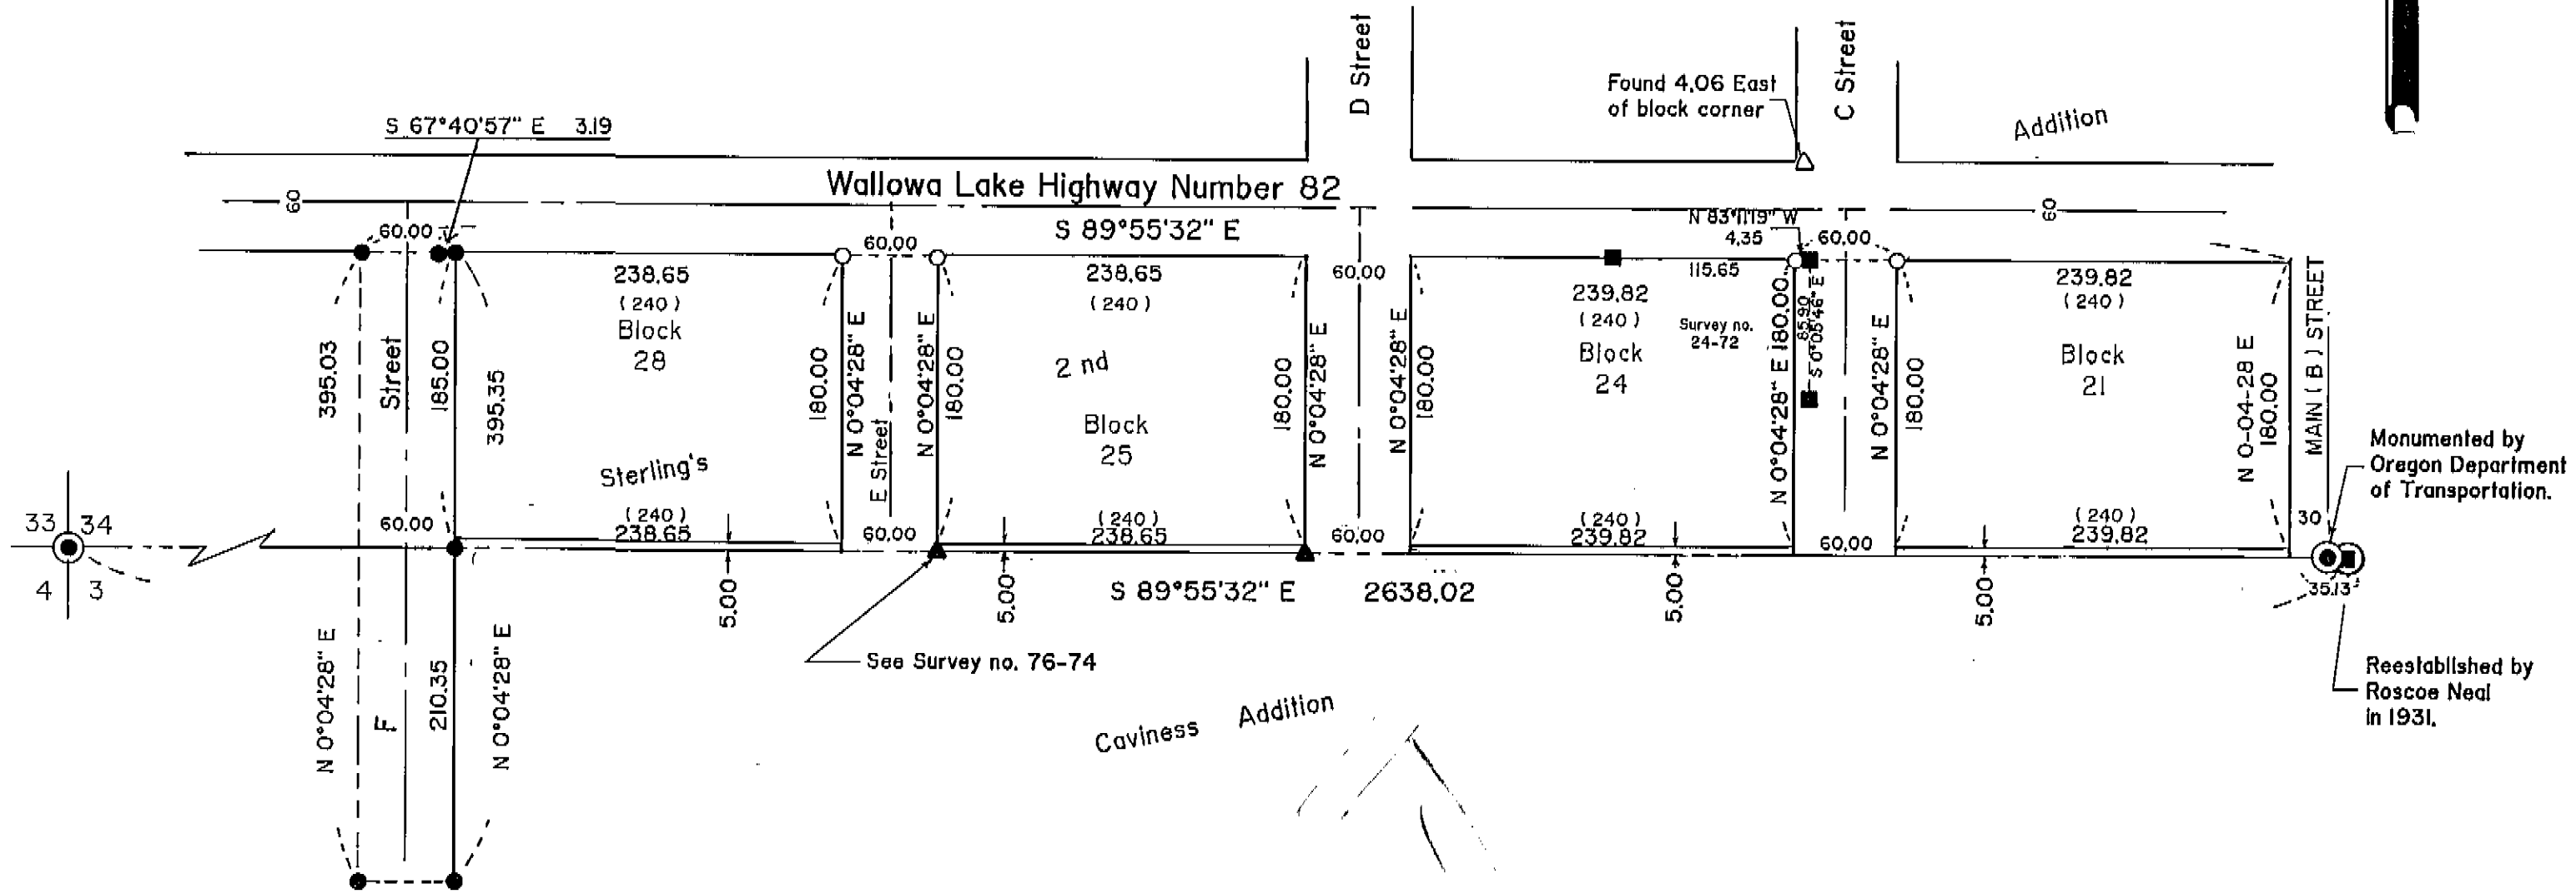 D Street
C Street
Found 4.06 East
of block corner
Addition
S 67°40'57" E 3.19
Wallowa Lake Highway Number 82
60
60
S 89°55'32" E
N 83°11'19" W
4.35
60.00
60.00
60.00
60.00
238.65
(240)
Block
28
238.65
(240)
2nd
Block
25
115.65
239.82
(240)
Survey no.
24-72
Block
24
239.82
(240)
Block
21
395.03
Street
185.00
395.35
180.00
N 0°04'28" E
E Street
N 0°04'28" E
180.00
180.00
N 0°04'28" E
N 0°04'28" E
180.00
N 0°04'28" E 180.00
85.90
S 0°05'46" E
N 0°04'28" E
180.00
N 0-04-28 E
180.00
MAIN (B) STREET
Monumented by
Oregon Department
of Transportation.
Sterling's
33 34
4 3
60.00
(240)
238.65
60.00
(240)
238.65
60.00
(240)
239.82
60.00
(240)
239.82
30
35.13
5.00
5.00
5.00
5.00
S 89°55'32" E 2638.02
See Survey no. 76-74
N 0°04'28" E
F
210.35
N 0°04'28" E
Caviness Addition
Reestablished by
Roscoe Neal
in 1931.